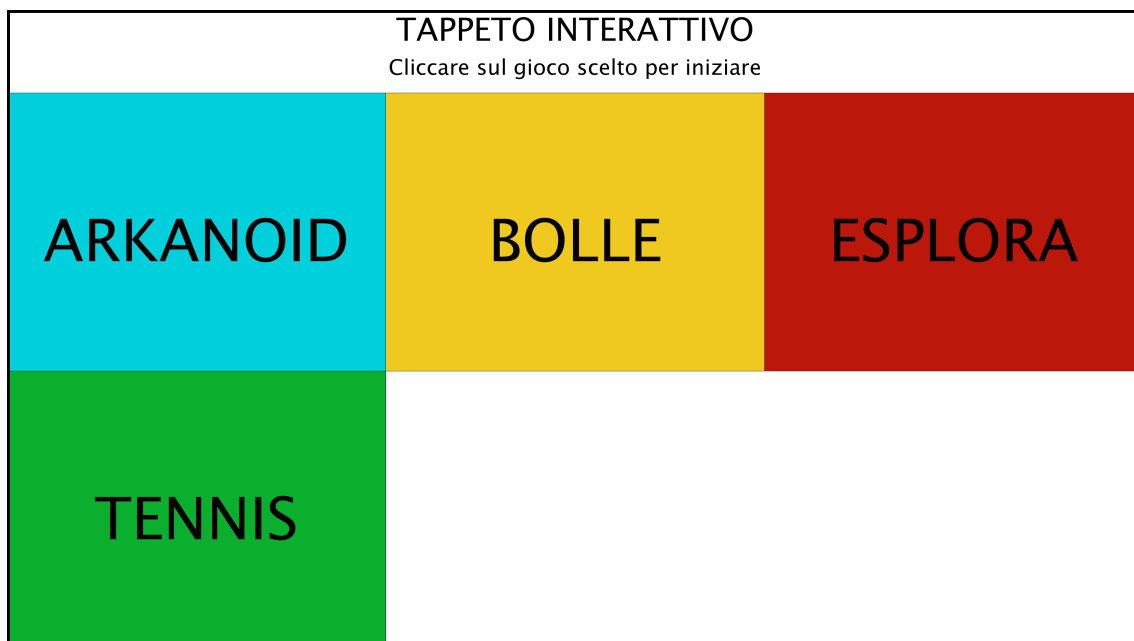 TAPPETO INTERATTIVO
Cliccare sul gioco scelto per iniziare
ARKANOID
BOLLE
ESPLORA
TENNIS